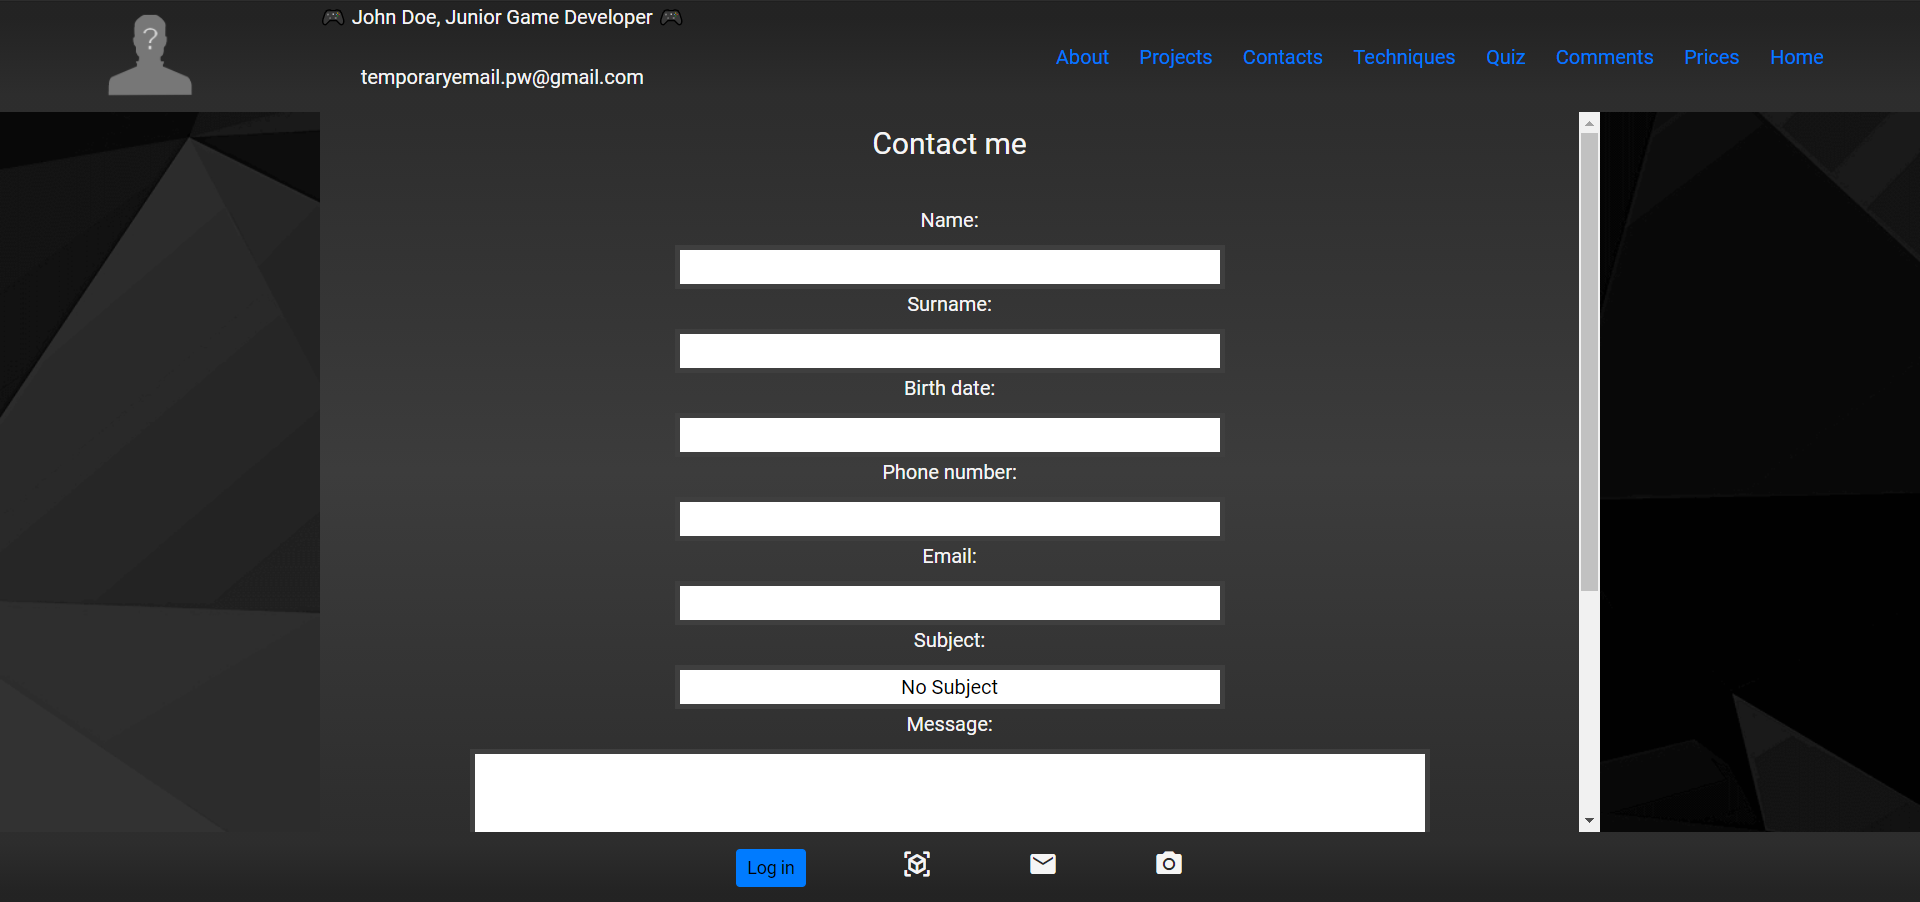 🎮 John Doe, Junior Game Developer 🎮
temporaryemail.pw@gmail.com
About Projects Contacts Techniques Quiz Comments Prices Home
Contact me
Name:
Surname:
Birth date:
Phone number:
Email:
Subject:
No Subject
Message:
Log in